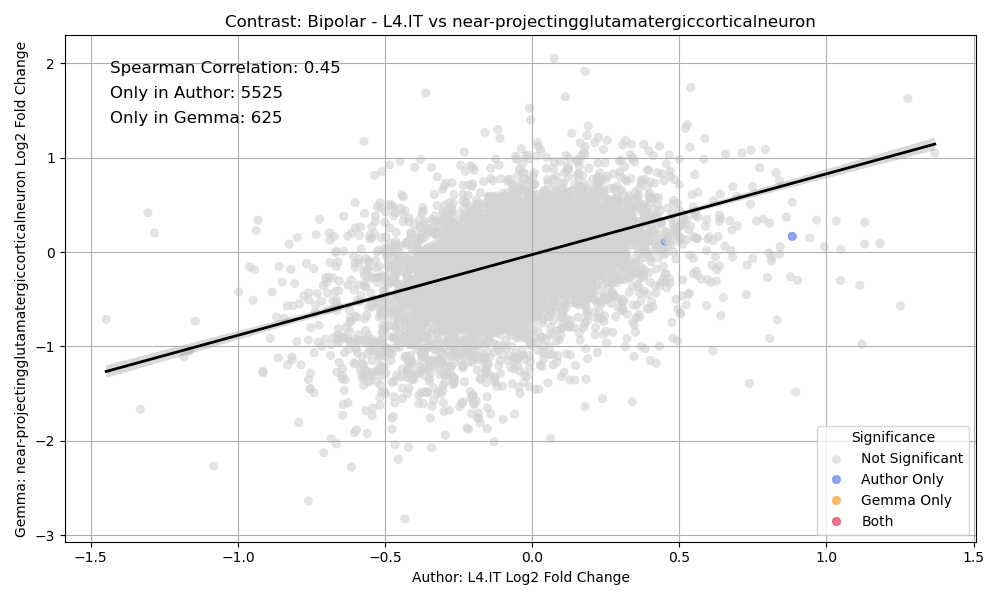 Contrast: Bipolar - L4.IT vs near-projectingglutamatergiccorticalneuron
Gemma: near-projectingglutamatergiccorticalneuron Log2 Fold Change
2
1
0
−1
−2
−3
Spearman Correlation: 0.45
Only in Author: 5525
Only in Gemma: 625
Significance
Not Significant
Author Only
Gemma Only
Both
−1.5
−1.0
−0.5
0.0
0.5
1.0
1.5
Author: L4.IT Log2 Fold Change